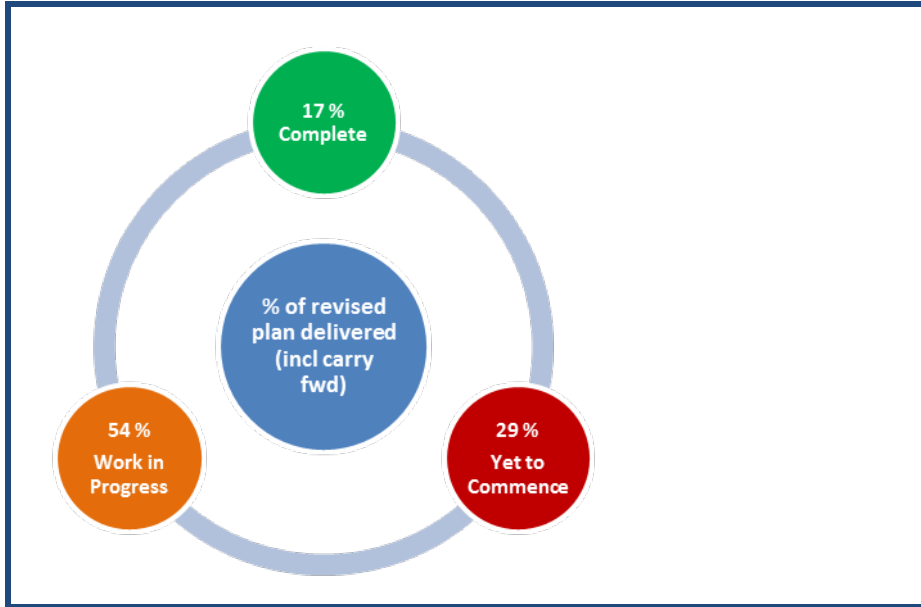 17 %
Complete
% of revised
plan delivered
(incl carry
fwd)
54 %
Work in
Progress
29 %
Yet to
Commence